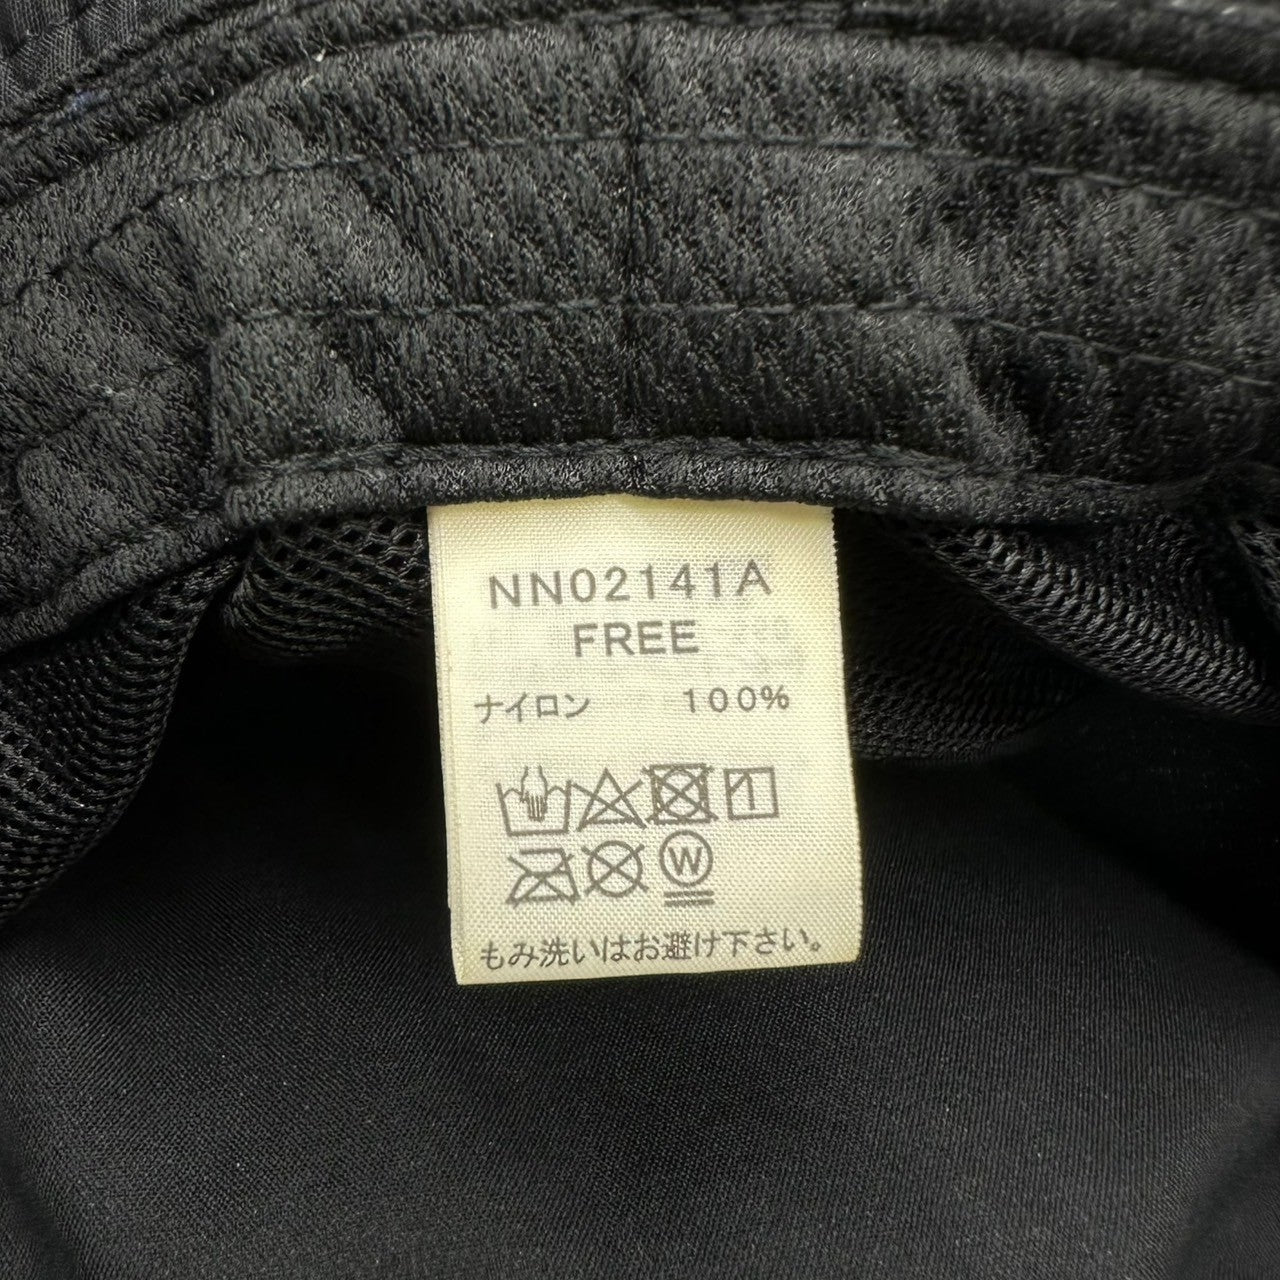 NN02141A
FREE
ナイロン 100%
W
もみ洗いはお避け下さい。